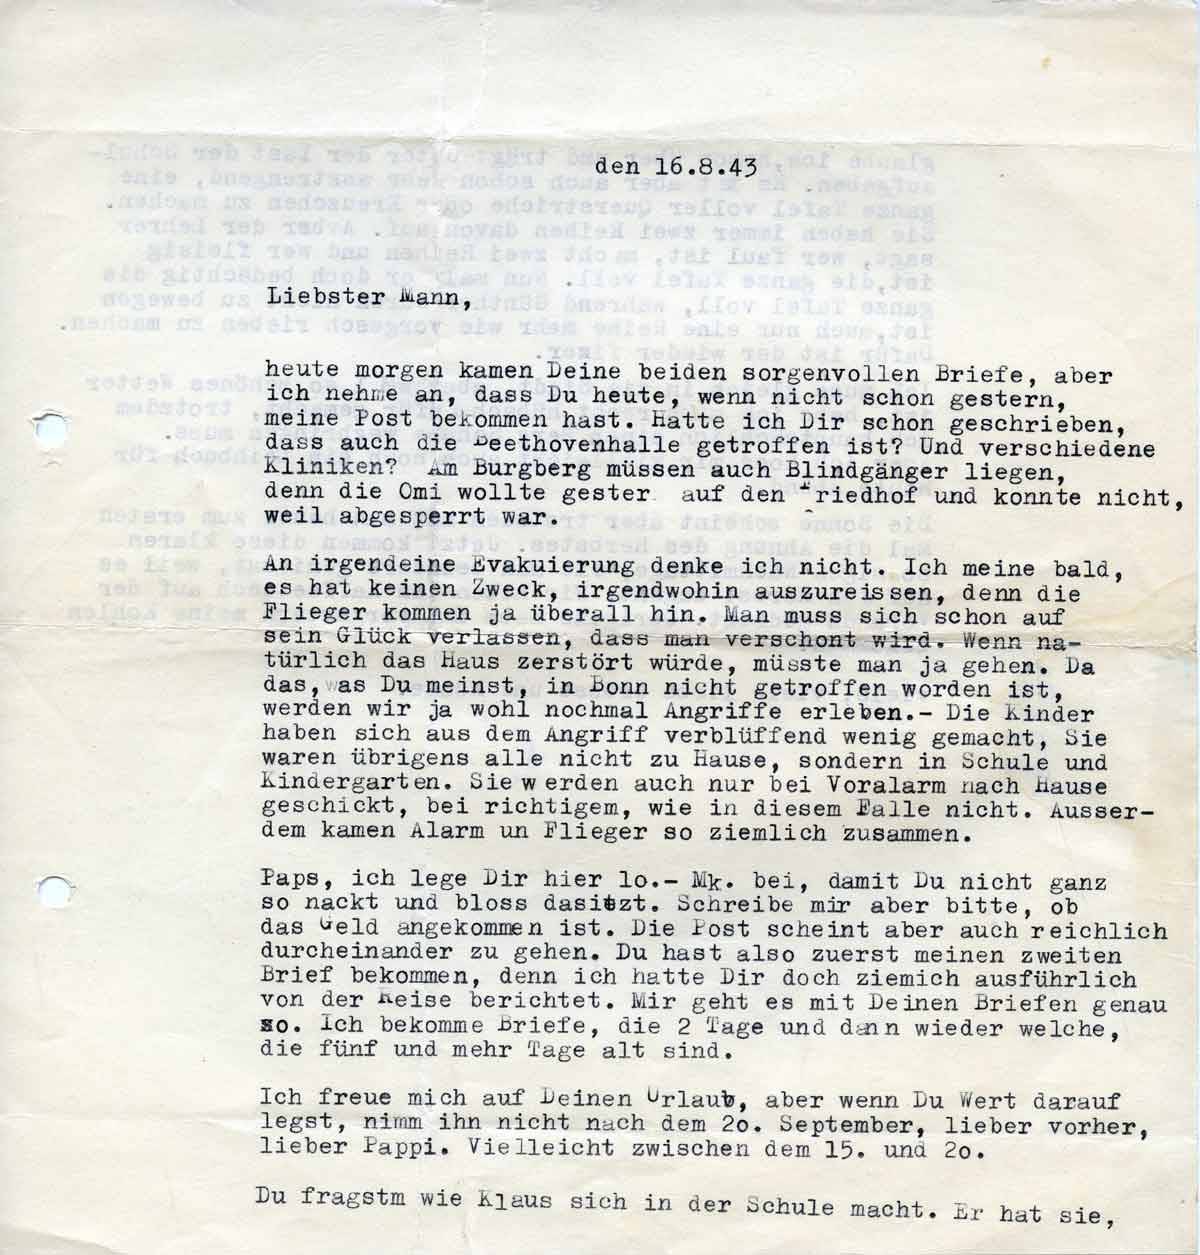 den 16.8.43
Liebster Mann,
heute morgen kamen Deine beiden sorgenvollen Briefe, aber
ich nehme an, dass Du heute, wenn nicht schon gestern,
meine Post bekommen hast. Hatte ich Dir schon geschrieben,
dass auch die Beethovenhalle getroffen ist? Und verschiedene
Kliniken? Am Burgberg müssen auch Blindgänger liegen,
denn die Omi wollte gester auf den Friedhof und konnte nicht,
weil abgesperrt war.
An irgendeine Evakuierung denke ich nicht. Ich meine bald,
es hat keinen Zweck, irgendwohin auszureissen, denn die
Flieger kommen ja überall hin. Man muss sich schon auf
sein Glück verlassen, dass man verschont wird. Wenn na-
türlich das Haus zerstört würde, müsste man ja gehen. Da
das, was Du meinst, in Bonn nicht getroffen worden ist,
werden wir ja wohl nochmal Angriffe erleben.- Die Kinder
haben sich aus dem Angriff verblüffend wenig gemacht, Sie
waren übrigens alle nicht zu Hause, sondern in Schule und
Kindergarten. Sie werden auch nur bei Voralarm nach Hause
geschickt, bei richtigem, wie in diesem Falle nicht. Ausser-
dem kamen Alarm un Flieger so ziemlich zusammen.
Paps, ich lege Dir hier lo.- Mk. bei, damit Du nicht ganz
so nackt und bloss dasitzt. Schreibe mir aber bitte, ob
das Geld angekommen ist. Die Post scheint aber auch reichlich
durcheinander zu gehen. Du hast also zuerst meinen zweiten
Brief bekommen, denn ich hatte Dir doch ziemich ausführlich
von der Reise berichtet. Mir geht es mit Deinen Briefen genau
so. Ich bekomme Briefe, die 2 Tage und dann wieder welche,
die fünf und mehr Tage alt sind.
Ich freue mich auf Deinen Urlaub, aber wenn Du Wert darauf
legst, nimm ihn nicht nach dem 2o. September, lieber vorher,
lieber Pappi. Vielleicht zwischen dem 15. und 2o.
Du fragstm wie Klaus sich in der Schule macht. Er hat sie,